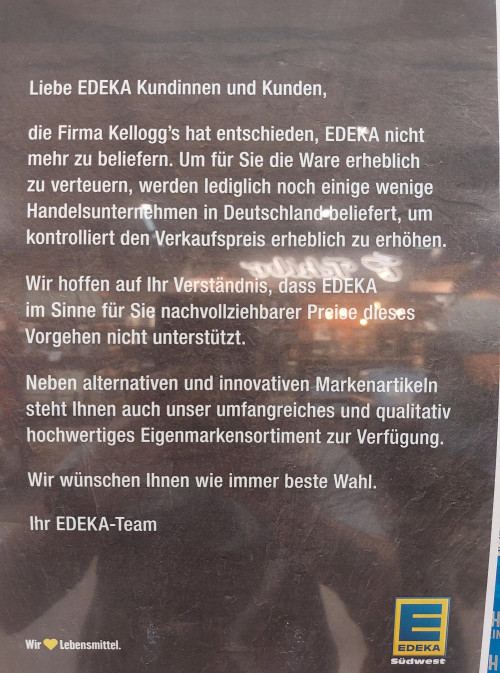 Liebe EDEKA Kundinnen und Kunden,
die Firma Kellogg's hat entschieden, EDEKA nicht
mehr zu beliefern. Um für Sie die Ware erheblich
zu verteuern, werden lediglich noch einige wenige
Handelsunternehmen in Deutschland beliefert, um
kontrolliert den Verkaufspreis erheblich zu erhöhen.
Wir hoffen auf Ihr Verständnis, dass EDEKA
im Sinne für Sie nachvollziehbarer Preise dieses
Vorgehen nicht unterstützt.
Neben alternativen und innovativen Markenartikeln
steht Ihnen auch unser umfangreiches und qualitativ
hochwertiges Eigenmarkensortiment zur Verfügung.
Wir wünschen Ihnen wie immer beste Wahl.
Ihr EDEKA-Team
Wir 💛 Lebensmittel.
E
EDEKA
Südwest